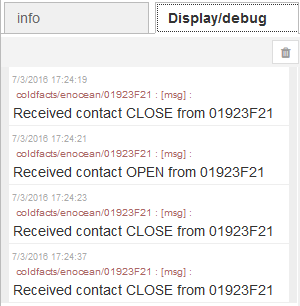 info
Display/debug
7/3/2016 17:24:19
coldfacts/enocean/01923F21 : [msg] :
Received contact CLOSE from 01923F21
7/3/2016 17:24:21
coldfacts/enocean/01923F21 : [msg] :
Received contact OPEN from 01923F21
7/3/2016 17:24:23
coldfacts/enocean/01923F21 : [msg] :
Received contact CLOSE from 01923F21
7/3/2016 17:24:37
coldfacts/enocean/01923F21 : [msg] :
Received contact CLOSE from 01923F21